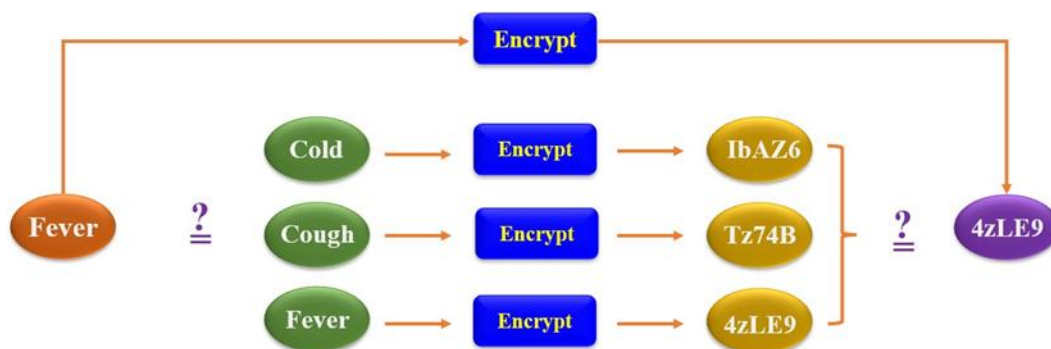 Encrypt
Cold Encrypt IbAZ6
Fever ? = Cough Encrypt Tz74B ? = 4zLE9
Fever Encrypt 4zLE9